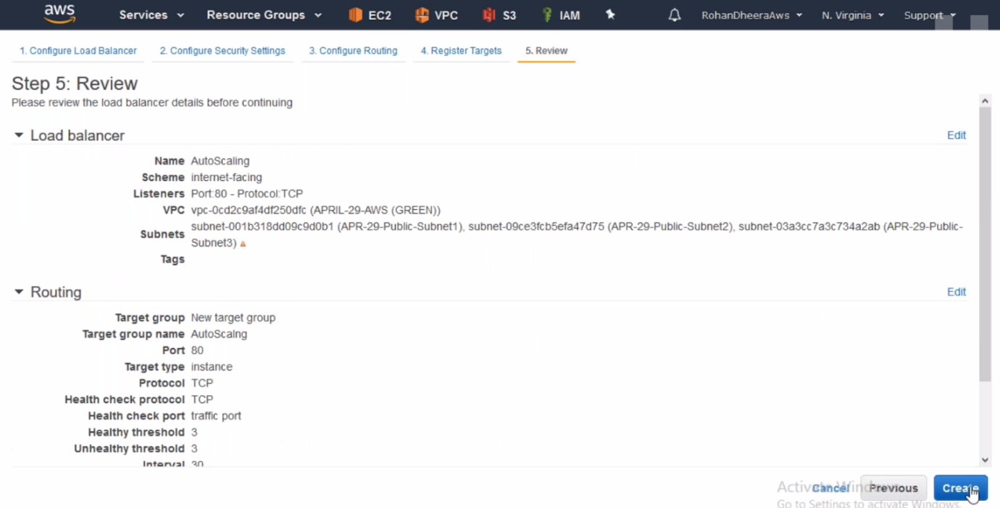 aws Services Resource Groups EC2 VPC S3 IAM RohanDheeraAws N. Virginia Support
1. Configure Load Balancer 2. Configure Security Settings 3. Configure Routing 4. Register Targets 5. Review
Step 5: Review
Please review the load balancer details before continuing
Load balancer Edit
Name AutoScaling
Scheme internet-facing
Listeners Port:80 - Protocol:TCP
VPC vpc-0cd2c9af4df250dfc (APRIL-29-AWS (GREEN))
Subnets subnet-001b318dd09c9d0b1 (APR-29-Public-Subnet1), subnet-09ce3fcb5efa47d75 (APR-29-Public-Subnet2), subnet-03a3cc7a3c734a2ab (APR-29-Public-
Subnet3)
Tags
Routing Edit
Target group New target group
Target group name AutoScalng
Port 80
Target type instance
Protocol TCP
Health check protocol TCP
Health check port traffic port
Healthy threshold 3
Unhealthy threshold 3
Interval 30
Activate Windows
Cancel Previous Create
Go to Settings to activate Windows.